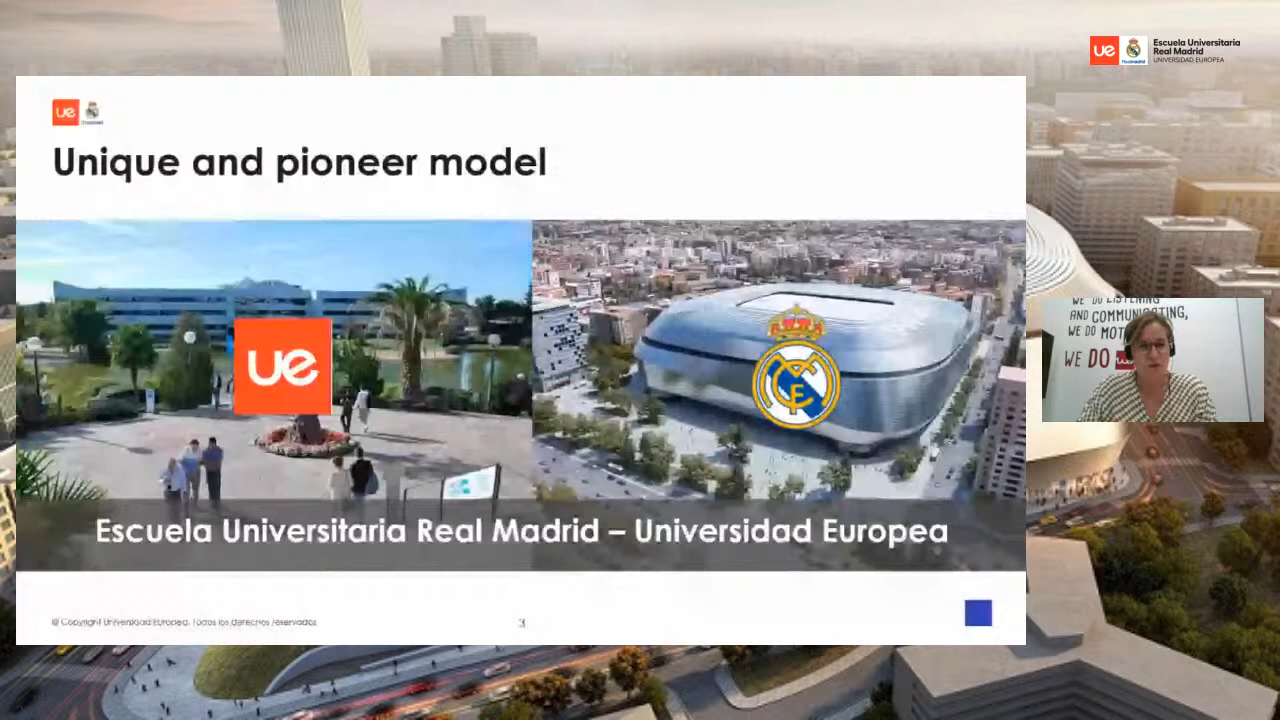 ue
Escuela Universitaria
Real Madrid
UNIVERSIDAD EUROPEA
ue
Unique and pioneer model
ue
Escuela Universitaria Real Madrid – Universidad Europea
© Copyright Universidad Europea. Todos los derechos reservados
3
WE DO LISTENING
AND COMMUNICATING,
WE DO
WE DO